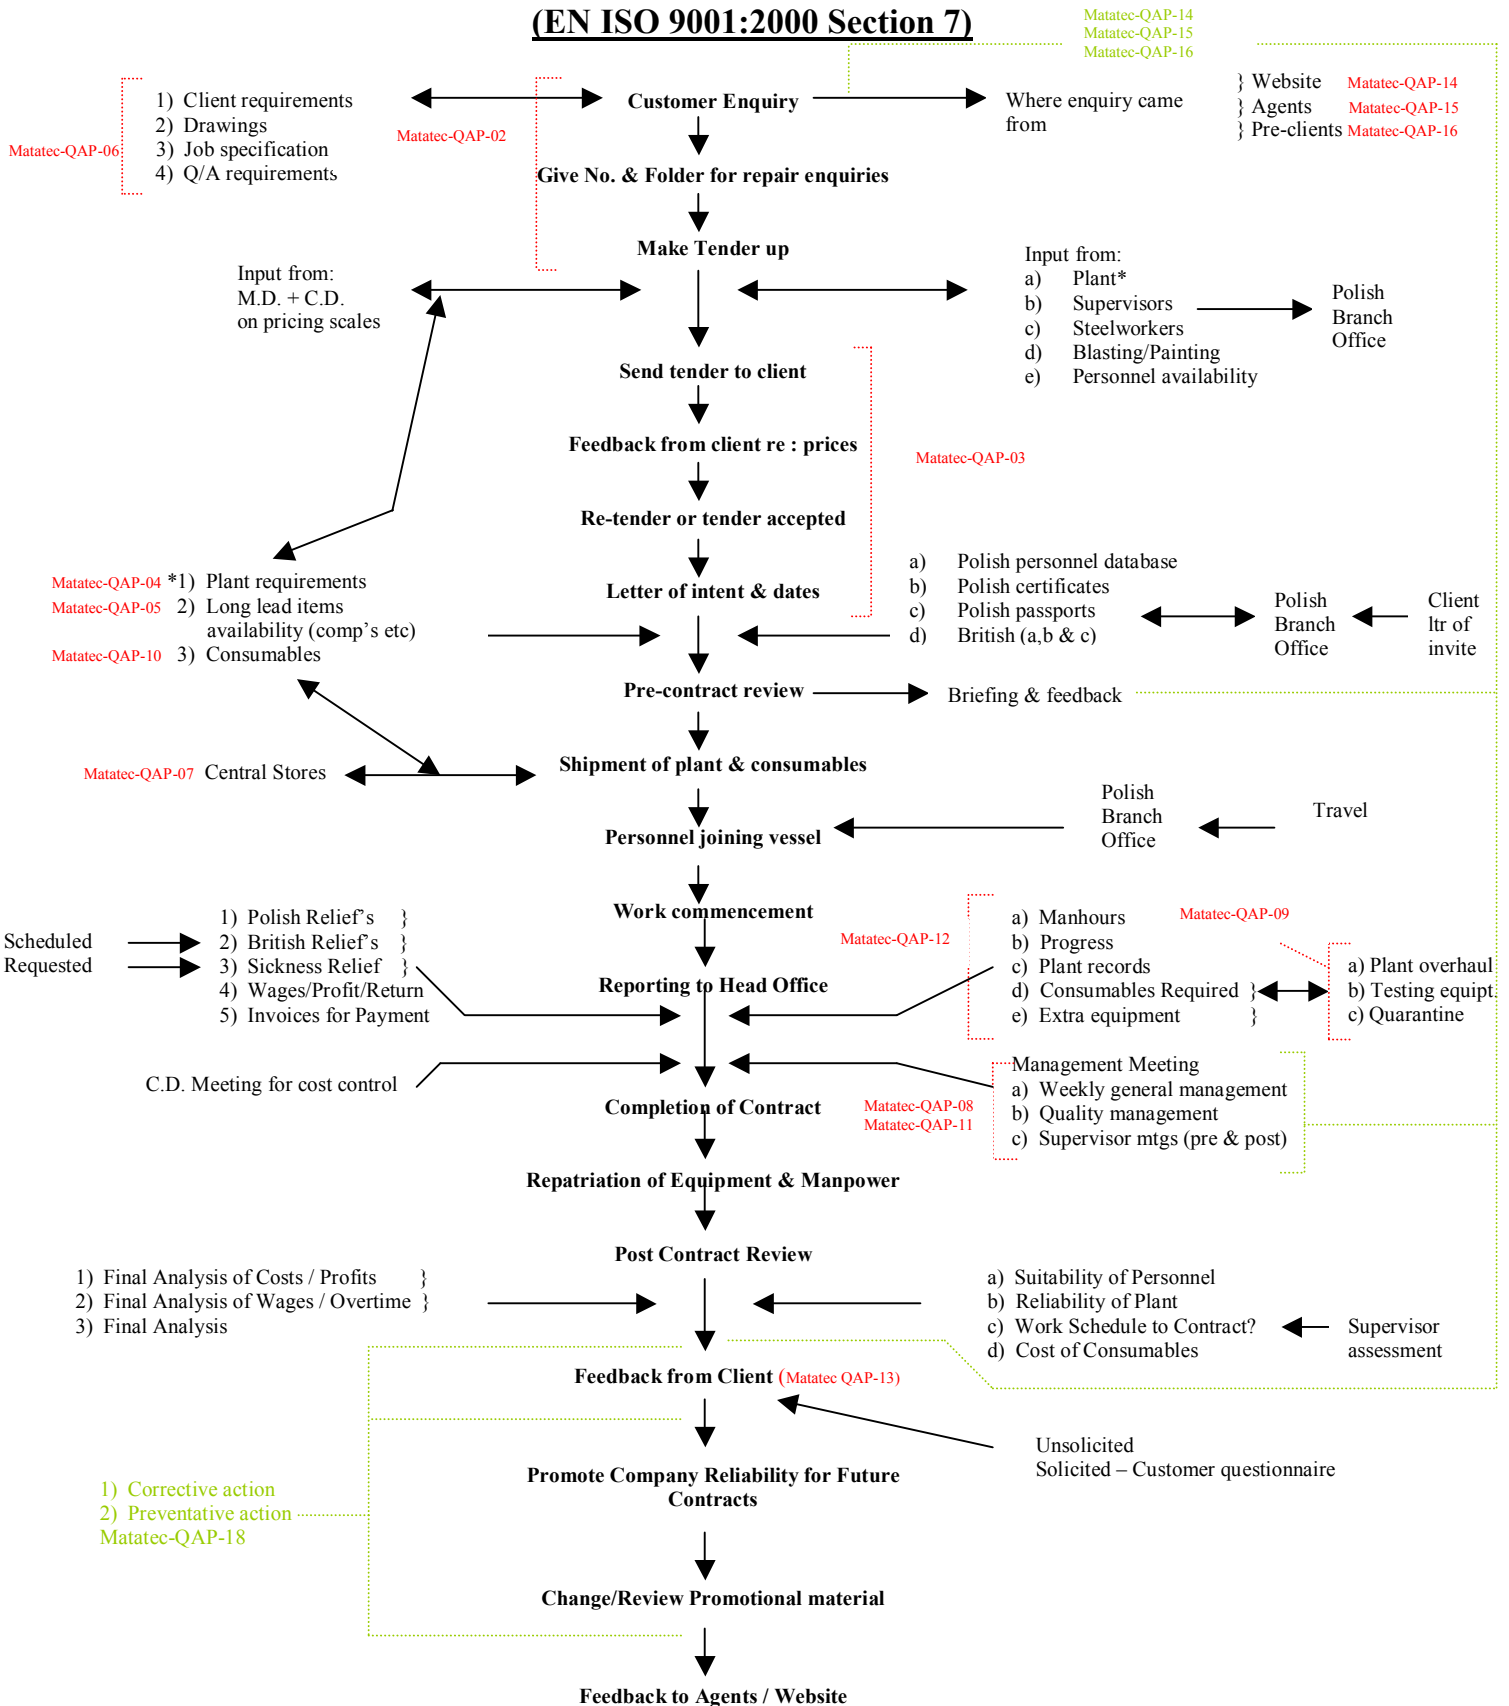 (EN ISO 9001:2000 Section 7)
Matatec-QAP-14
Matatec-QAP-15
Matatec-QAP-16
1) Client requirements
2) Drawings
3) Job specification
4) Q/A requirements
Matatec-QAP-06
Matatec-QAP-02
Customer Enquiry
Where enquiry came
from
} Website Matatec-QAP-14
} Agents Matatec-QAP-15
} Pre-clients Matatec-QAP-16
Give No. & Folder for repair enquiries
Make Tender up
Input from:
M.D. + C.D.
on pricing scales
Input from:
a) Plant*
b) Supervisors
c) Steelworkers
d) Blasting/Painting
e) Personnel availability
Polish
Branch
Office
Send tender to client
Feedback from client re : prices
Matatec-QAP-03
Re-tender or tender accepted
Letter of intent & dates
Matatec-QAP-04 *1) Plant requirements
Matatec-QAP-05 2) Long lead items
availability (comp's etc)
Matatec-QAP-10 3) Consumables
a) Polish personnel database
b) Polish certificates
c) Polish passports
d) British (a,b & c)
Polish
Branch
Office
Client
ltr of
invite
Pre-contract review
Briefing & feedback
Matatec-QAP-07 Central Stores
Shipment of plant & consumables
Personnel joining vessel
Polish
Branch
Office
Travel
Work commencement
Scheduled
Requested
1) Polish Relief's }
2) British Relief's }
3) Sickness Relief }
4) Wages/Profit/Return
5) Invoices for Payment
Reporting to Head Office
Matatec-QAP-12
a) Manhours
b) Progress
c) Plant records
d) Consumables Required }
e) Extra equipment }
Matatec-QAP-09
a) Plant overhaul
b) Testing equipt.
c) Quarantine
C.D. Meeting for cost control
Completion of Contract
Matatec-QAP-08
Matatec-QAP-11
Management Meeting
a) Weekly general management
b) Quality management
c) Supervisor mtgs (pre & post)
Repatriation of Equipment & Manpower
Post Contract Review
1) Final Analysis of Costs / Profits }
2) Final Analysis of Wages / Overtime }
3) Final Analysis
a) Suitability of Personnel
b) Reliability of Plant
c) Work Schedule to Contract?
d) Cost of Consumables
Supervisor
assessment
Feedback from Client (Matatec QAP-13)
Unsolicited
Solicited – Customer questionnaire
Promote Company Reliability for Future
Contracts
1) Corrective action
2) Preventative action
Matatec-QAP-18
Change/Review Promotional material
Feedback to Agents / Website